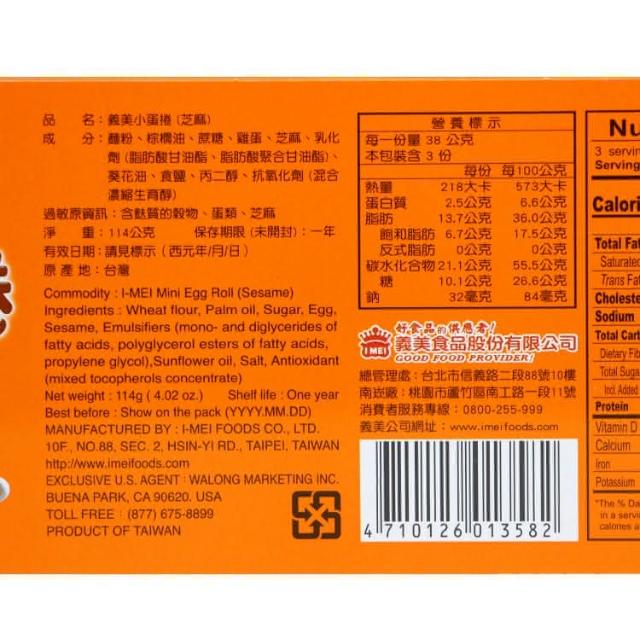 品 名：義美小蛋捲 (芝麻)
成 分：麵粉、棕櫚油、蔗糖、雞蛋、芝麻、乳化
劑 (脂肪酸甘油酯、脂肪酸聚合甘油酯)、
葵花油、食鹽、丙二醇、抗氧化劑 (混合
濃縮生育醇)
過敏原資訊：含麩質的穀物、蛋類、芝麻
淨 重：114公克 保存期限 (未開封)：一年
有效日期：請見標示（西元年/月/日）
原 產 地：台灣
Commodity : I-MEI Mini Egg Roll (Sesame)
Ingredients : Wheat flour, Palm oil, Sugar, Egg,
Sesame, Emulsifiers (mono- and diglycerides of
fatty acids, polyglycerol esters of fatty acids,
propylene glycol),Sunflower oil, Salt, Antioxidant
(mixed tocopherols concentrate)
Net weight : 114g ( 4.02 oz.) Shelf life : One year
Best before : Show on the pack (YYYY.MM.DD)
MANUFACTURED BY : I-MEI FOODS CO., LTD.
10F., NO.88, SEC. 2, HSIN-YI RD., TAIPEI, TAIWAN
http://www.imeifoods.com
EXCLUSIVE U.S. AGENT : WALONG MARKETING INC.
BUENA PARK, CA 90620. USA
TOLL FREE : (877) 675-8899
PRODUCT OF TAIWAN
營養標示
每一份量 38 公克
本包裝含 3 份
每份 每100公克
熱量 218大卡 573大卡
蛋白質 2.5公克 6.6公克
脂肪 13.7公克 36.0公克
飽和脂肪 6.7公克 17.5公克
反式脂肪 0公克 0公克
碳水化合物 21.1公克 55.5公克
糖 10.1公克 26.6公克
鈉 32毫克 84毫克
I MEI
好食品的供應者!
義美食品股份有限公司
GOOD FOOD PROVIDER!
總管理處：台北市信義路二段88號10樓
南崁廠：桃園市蘆竹區南工路一段11號
消費者服務專線：0800-255-999
義美公司網址：www.imeifoods.com
4 710126 013582
Nu
3 servin
Serving
Calori
Total Fat
Saturated
Trans Fat
Choleste
Sodium
Total Carb
Dietary Fib
Total Suga
Incl. Added
Protein
Vitamin D
Calcium
Iron
Potassium
*The % Da
in a servin
calories a